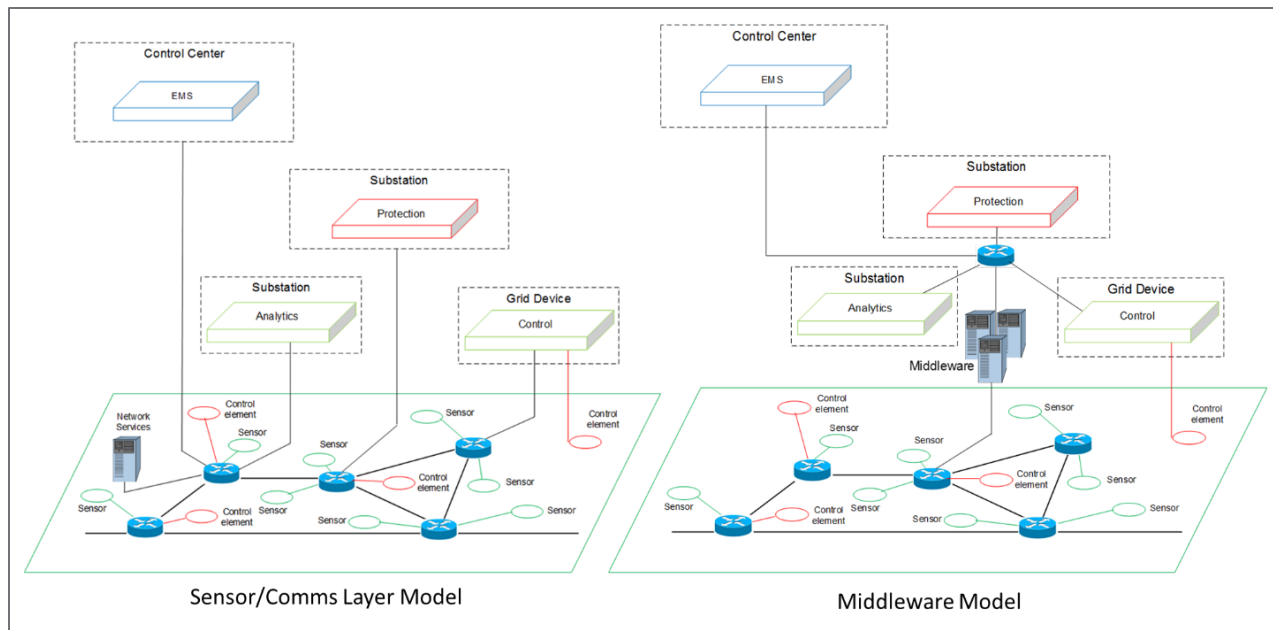 Control Center
EMS
Substation
Protection
Substation
Analytics
Grid Device
Control
Network
Services
Control
element
Sensor
Sensor
Control
element
Sensor
Sensor
Control
element
Sensor
Sensor
Control
element
Sensor
Sensor
Sensor/Comms Layer Model
Control Center
EMS
Substation
Protection
Substation
Analytics
Grid Device
Control
Middleware
Control
element
Sensor
Sensor
Sensor
Control
element
Sensor
Control
element
Sensor
Sensor
Control
element
Sensor
Sensor
Middleware Model